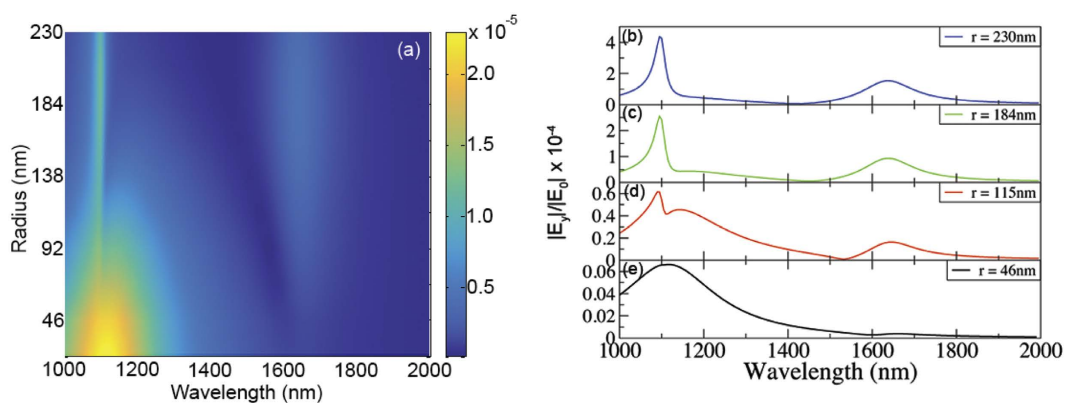 x 10-5
230
184
138
92
46
Radius (nm)
(a)
2.0
1.5
1.0
0.5
1000 1200 1400 1600 1800 2000
Wavelength (nm)
(b)
r = 230nm
4
2
0
(c)
r = 184nm
2
1
0
(d)
r = 115nm
0.6
0.4
0.2
0
(e)
r = 46nm
0.06
0.04
0.02
0
|Ey|/|E0| x 10-4
1000 1200 1400 1600 1800 2000
Wavelength (nm)